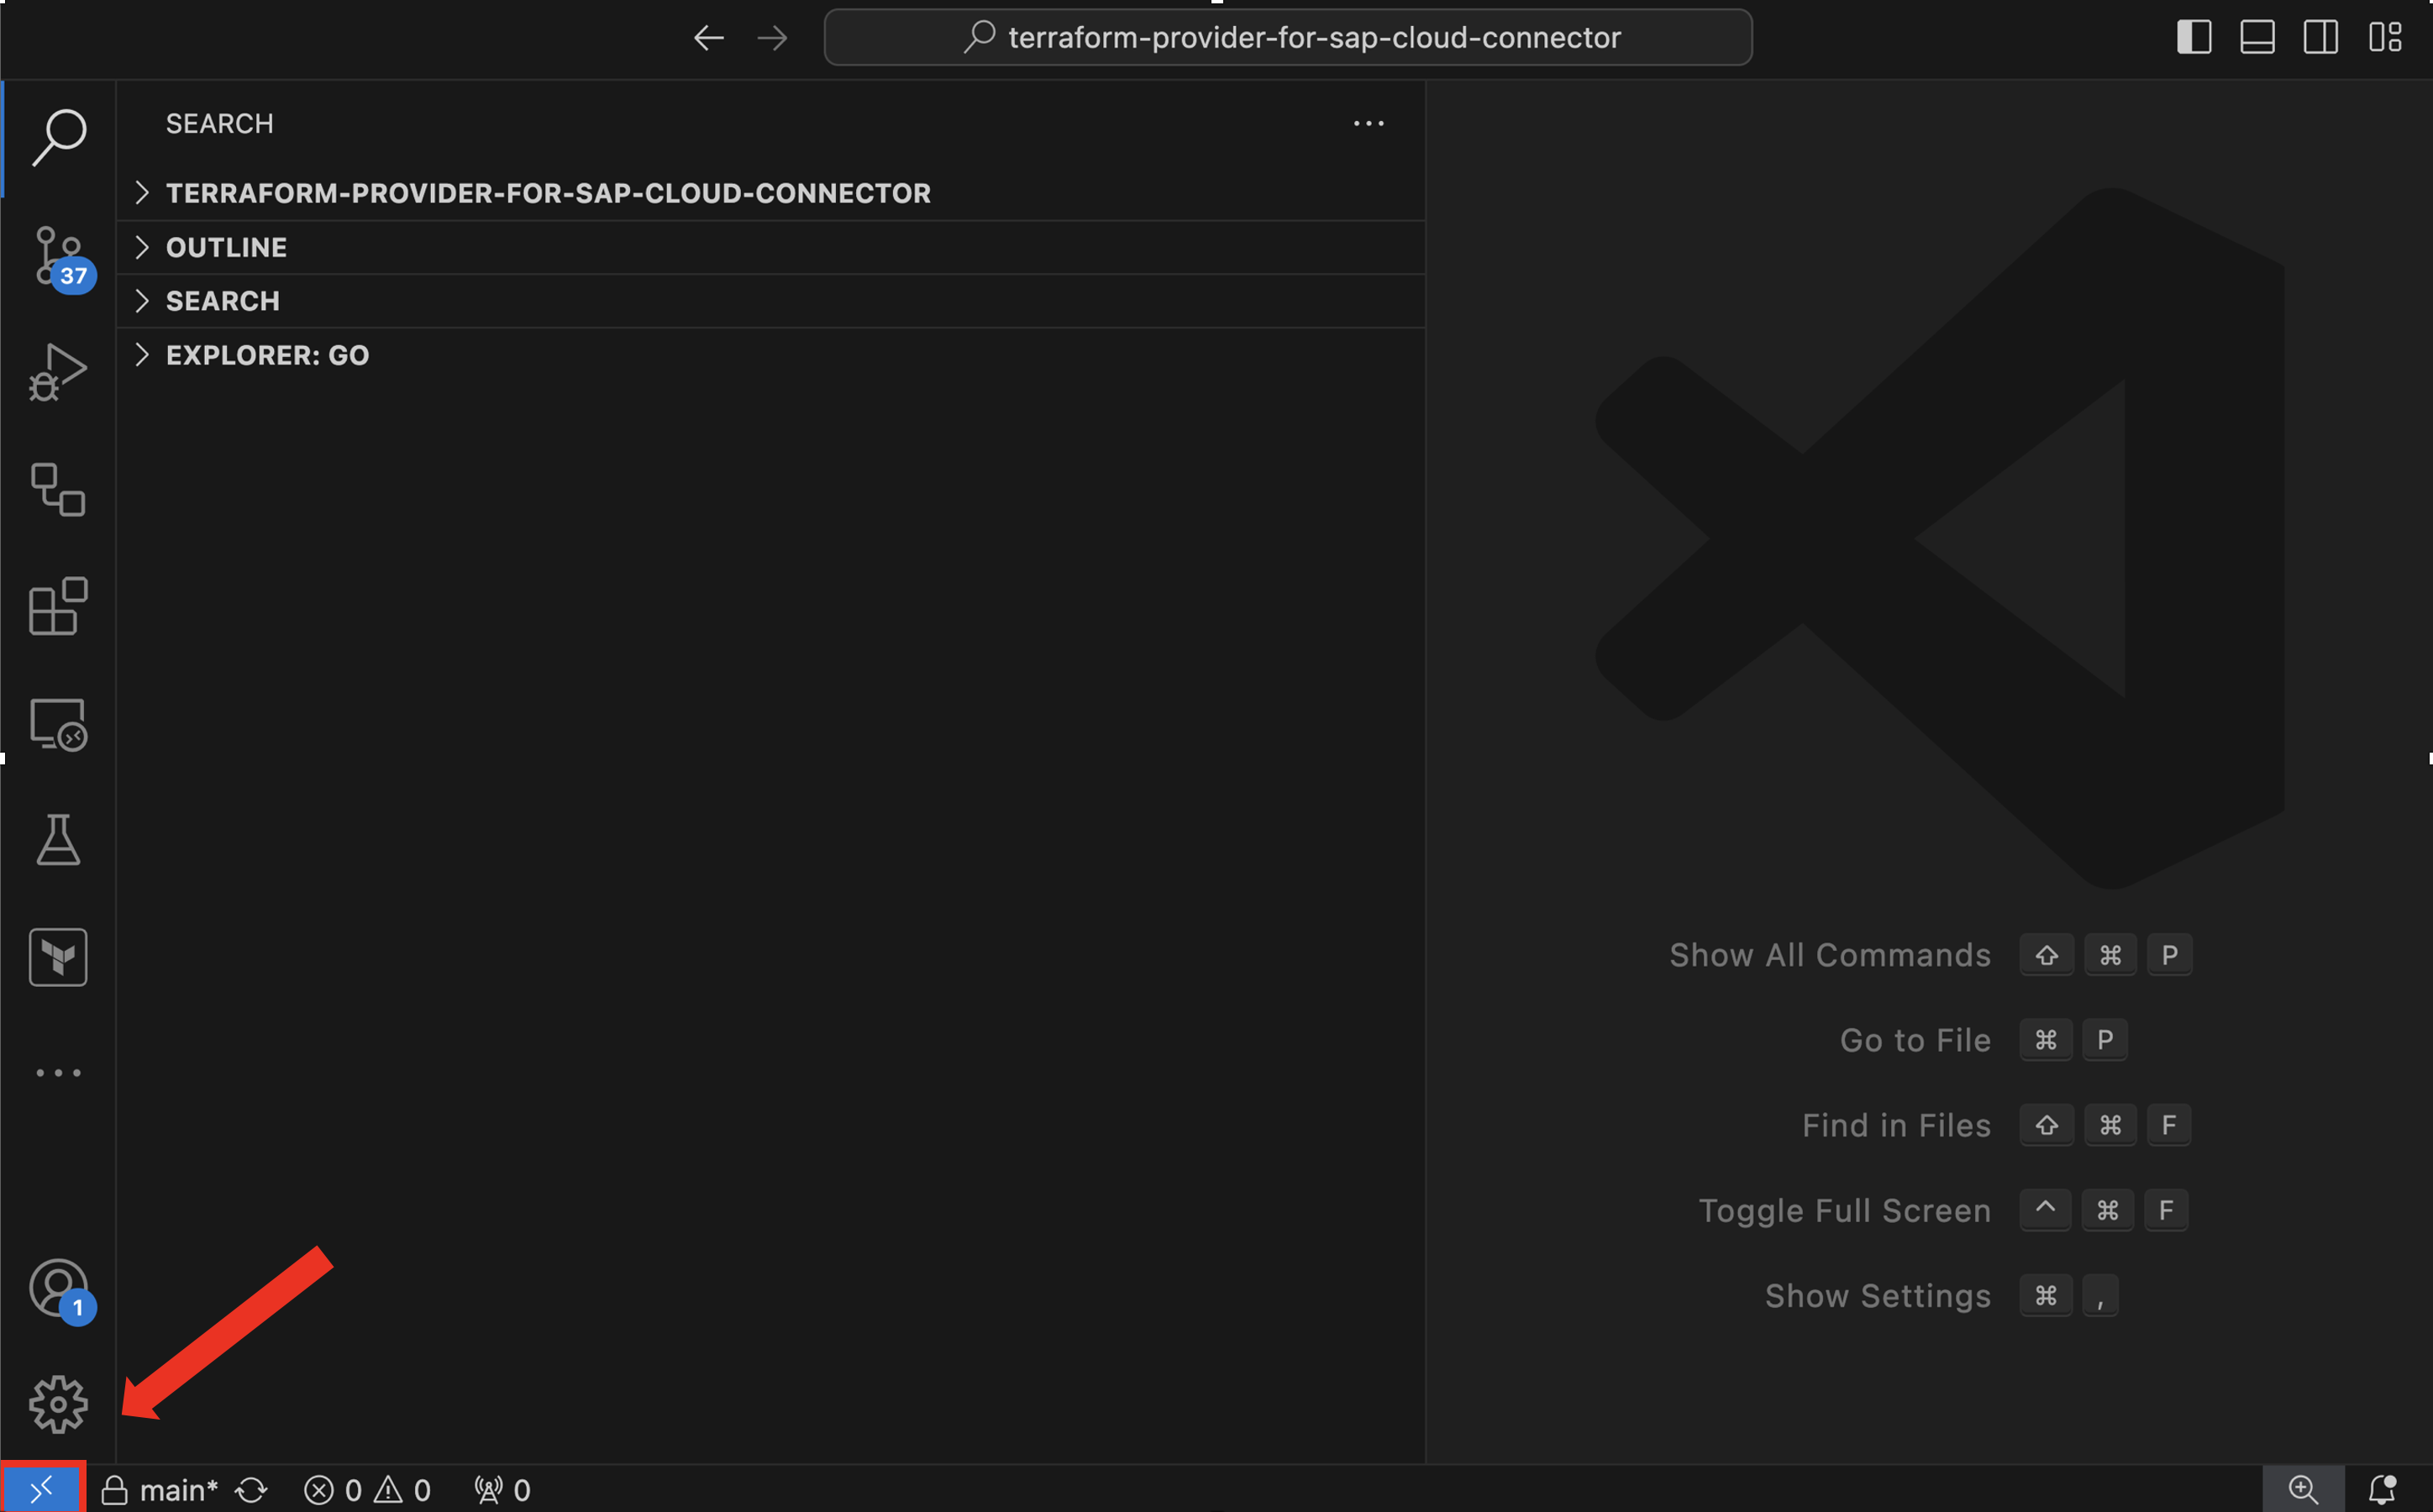 terraform-provider-for-sap-cloud-connector
SEARCH
TERRAFORM-PROVIDER-FOR-SAP-CLOUD-CONNECTOR
OUTLINE
SEARCH
EXPLORER: GO
37
Show All Commands ⇧ ⌘ P
Go to File ⌘ P
Find in Files ⇧ ⌘ F
Toggle Full Screen ^ ⌘ F
Show Settings ⌘ ,
1
main* 0 0 0